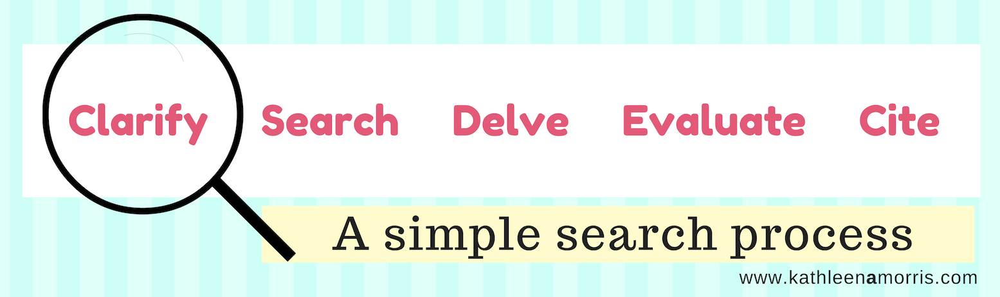 Clarify Search Delve Evaluate Cite
A simple search process
www.kathleenamorris.com